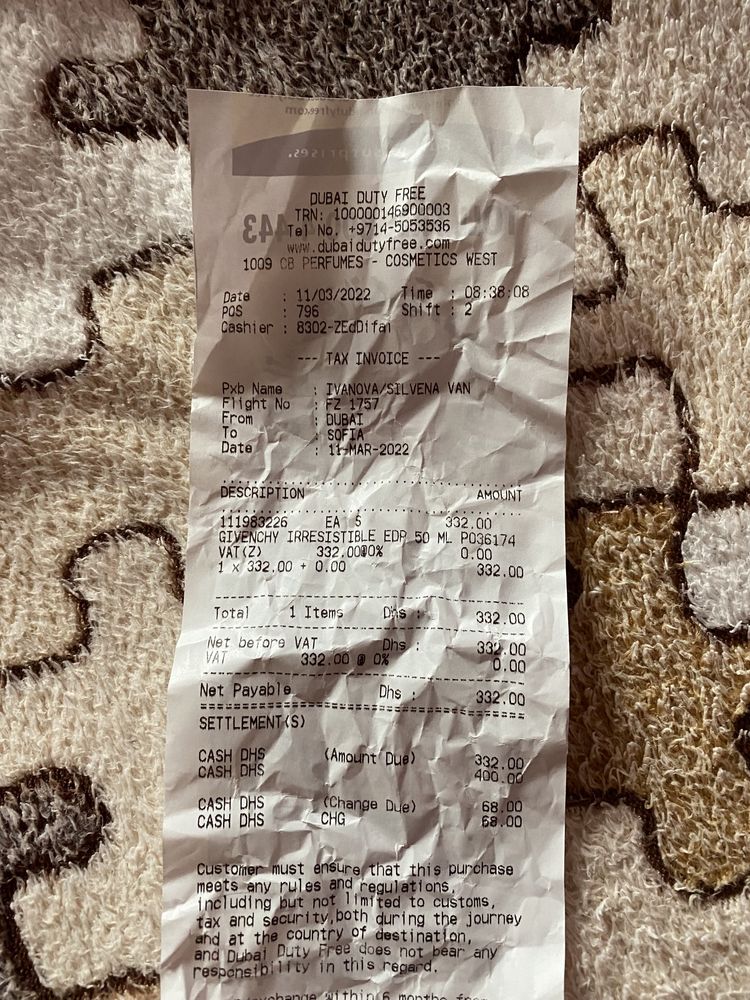 DUBAI DUTY FREE
TRN: 100000146900003
Tel No. +9714-5053536
www.dubaidutyfree.com
1009 CB PERFUMES - COSMETICS WEST
Date : 11/03/2022 Time : 08:38:08
POS : 796 Shift : 2
Cashier : 8302-ZEdDifai
--- TAX INVOICE ---
Pxb Name : IVANOVA/SILVENA VAN
Flight No : FZ 1757
From : DUBAI
To : SOFIA
Date : 11-MAR-2022
DESCRIPTION AMOUNT
111983226 EA S 332.00
GIVENCHY IRRESISTIBLE EDP 50 ML P036174
VAT(Z) 332.00@0% 0.00
1 x 332.00 + 0.00 332.00
Total 1 Items Dhs : 332.00
Net before VAT Dhs : 332.00
VAT 332.00 @ 0% 0.00
Net Payable Dhs : 332.00
SETTLEMENT(S)
CASH DHS (Amount Due) 332.00
CASH DHS 400.00
CASH DHS (Change Due) 68.00
CASH DHS CHG 68.00
Customer must ensure that this purchase
meets any rules and regulations,
including but not limited to customs,
tax and security,both during the journey
and at the country of destination,
and Dubai Duty Free does not bear any
responsibility in this regard.
exchange within 6 months from